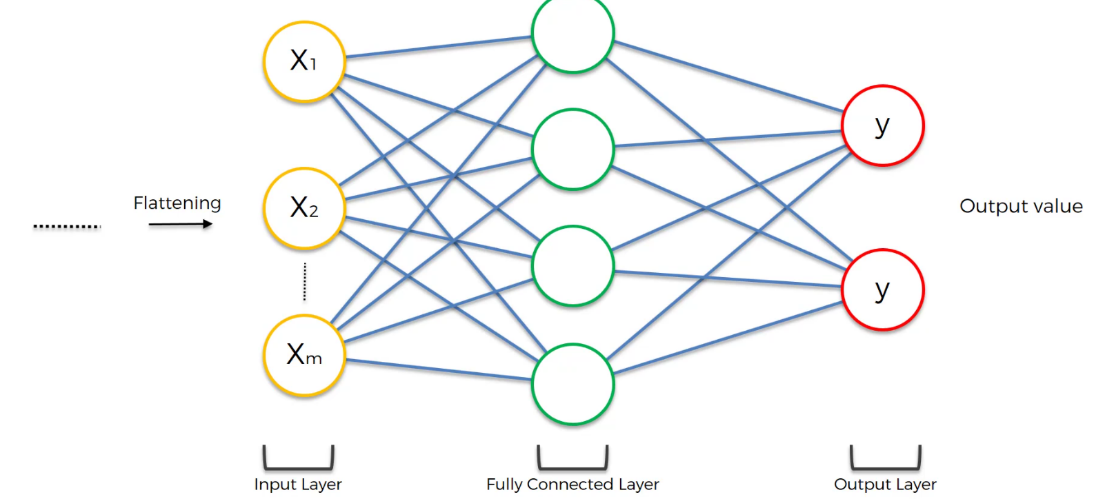 X1
y
X2
Flattening
Output value
y
Xm
Input Layer
Fully Connected Layer
Output Layer